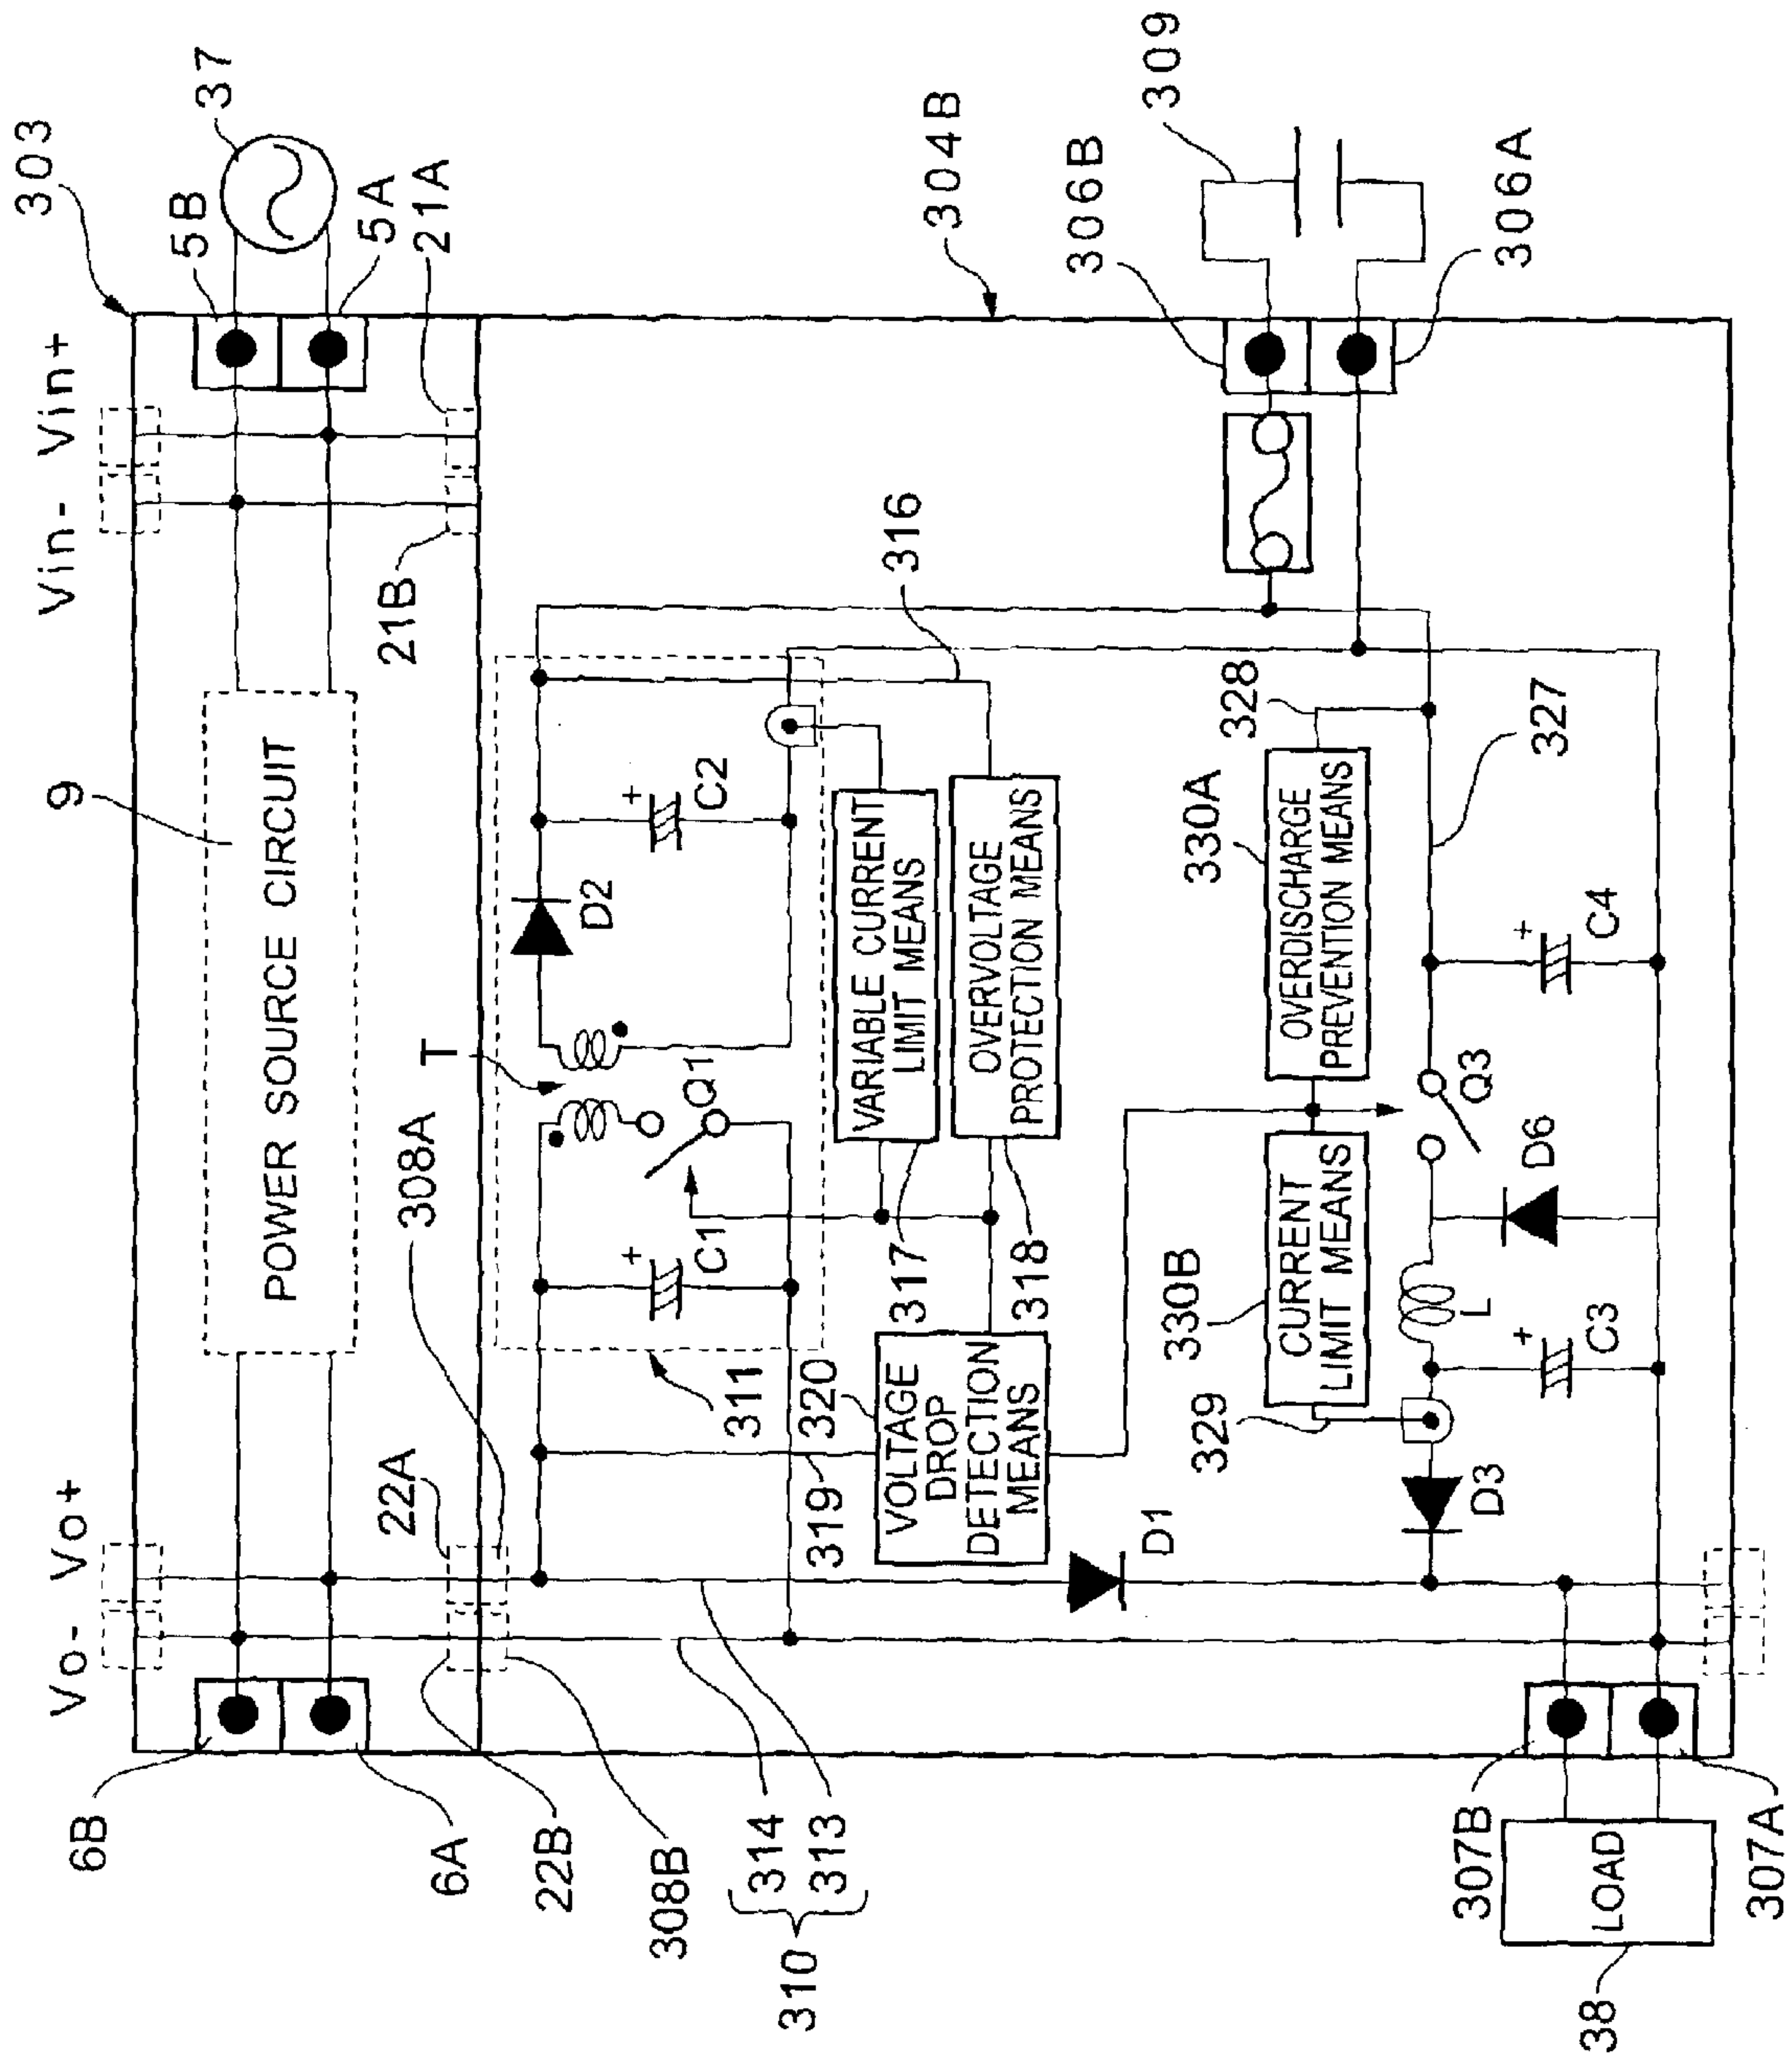 303
37
5B
5A
21A
Vin+
Vin-
21B
9
POWER SOURCE CIRCUIT
Vo+
Vo-
6B
6A
22A
22B
308A
308B
314
313
310
304B
309
306B
306A
316
T
D2
C2
Q1
C1
311
VARIABLE CURRENT
LIMIT MEANS
317
OVERVOLTAGE
PROTECTION MEANS
318
319
320
VOLTAGE
DROP
DETECTION
MEANS
D1
328
327
330A
OVERDISCHARGE
PREVENTION MEANS
330B
CURRENT
LIMIT MEANS
329
Q3
C4
D6
L
C3
D3
+
+
+
+
307B
307A
LOAD
38